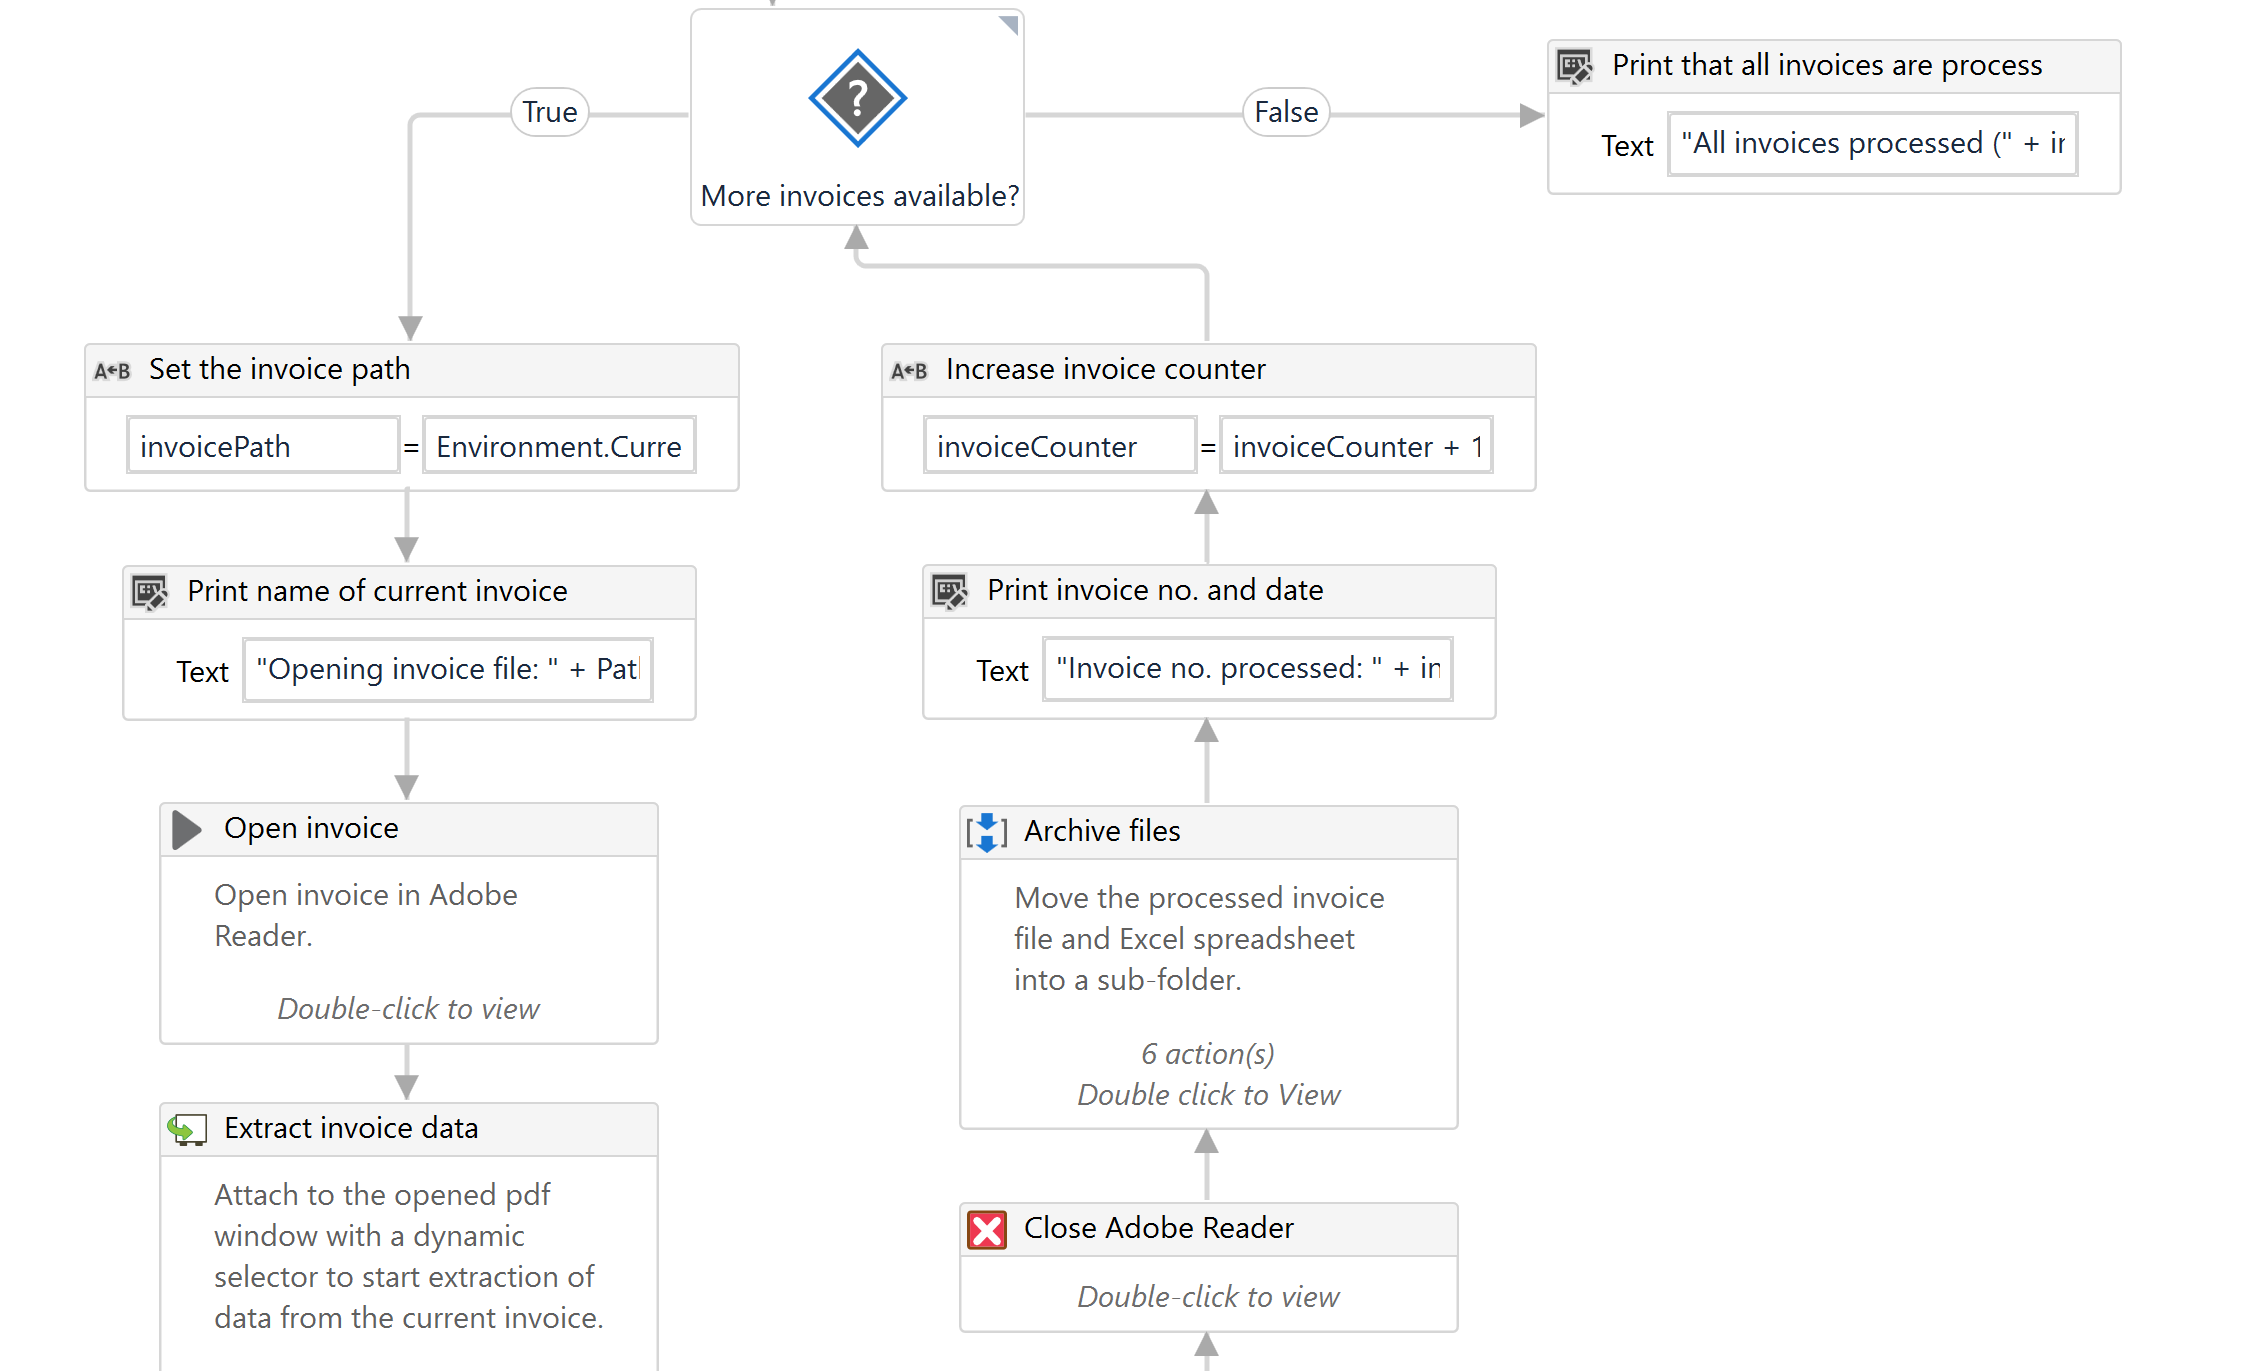 ?
More invoices available?
True
False
Print that all invoices are process
Text "All invoices processed (" + in
A←B Set the invoice path
invoicePath = Environment.Curre
Print name of current invoice
Text "Opening invoice file: " +
Open invoice
Open invoice in Adobe
Reader.
Double-click to view
Extract invoice data
Attach to the opened pdf
window with a dynamic
selector to start extraction of
data from the current invoice.
A←B Increase invoice counter
invoiceCounter = invoiceCounter + 1
Print invoice no. and date
Text "Invoice no. processed: " + in
Archive files
Move the processed invoice
file and Excel spreadsheet
into a sub-folder.
6 action(s)
Double click to View
Close Adobe Reader
Double-click to view